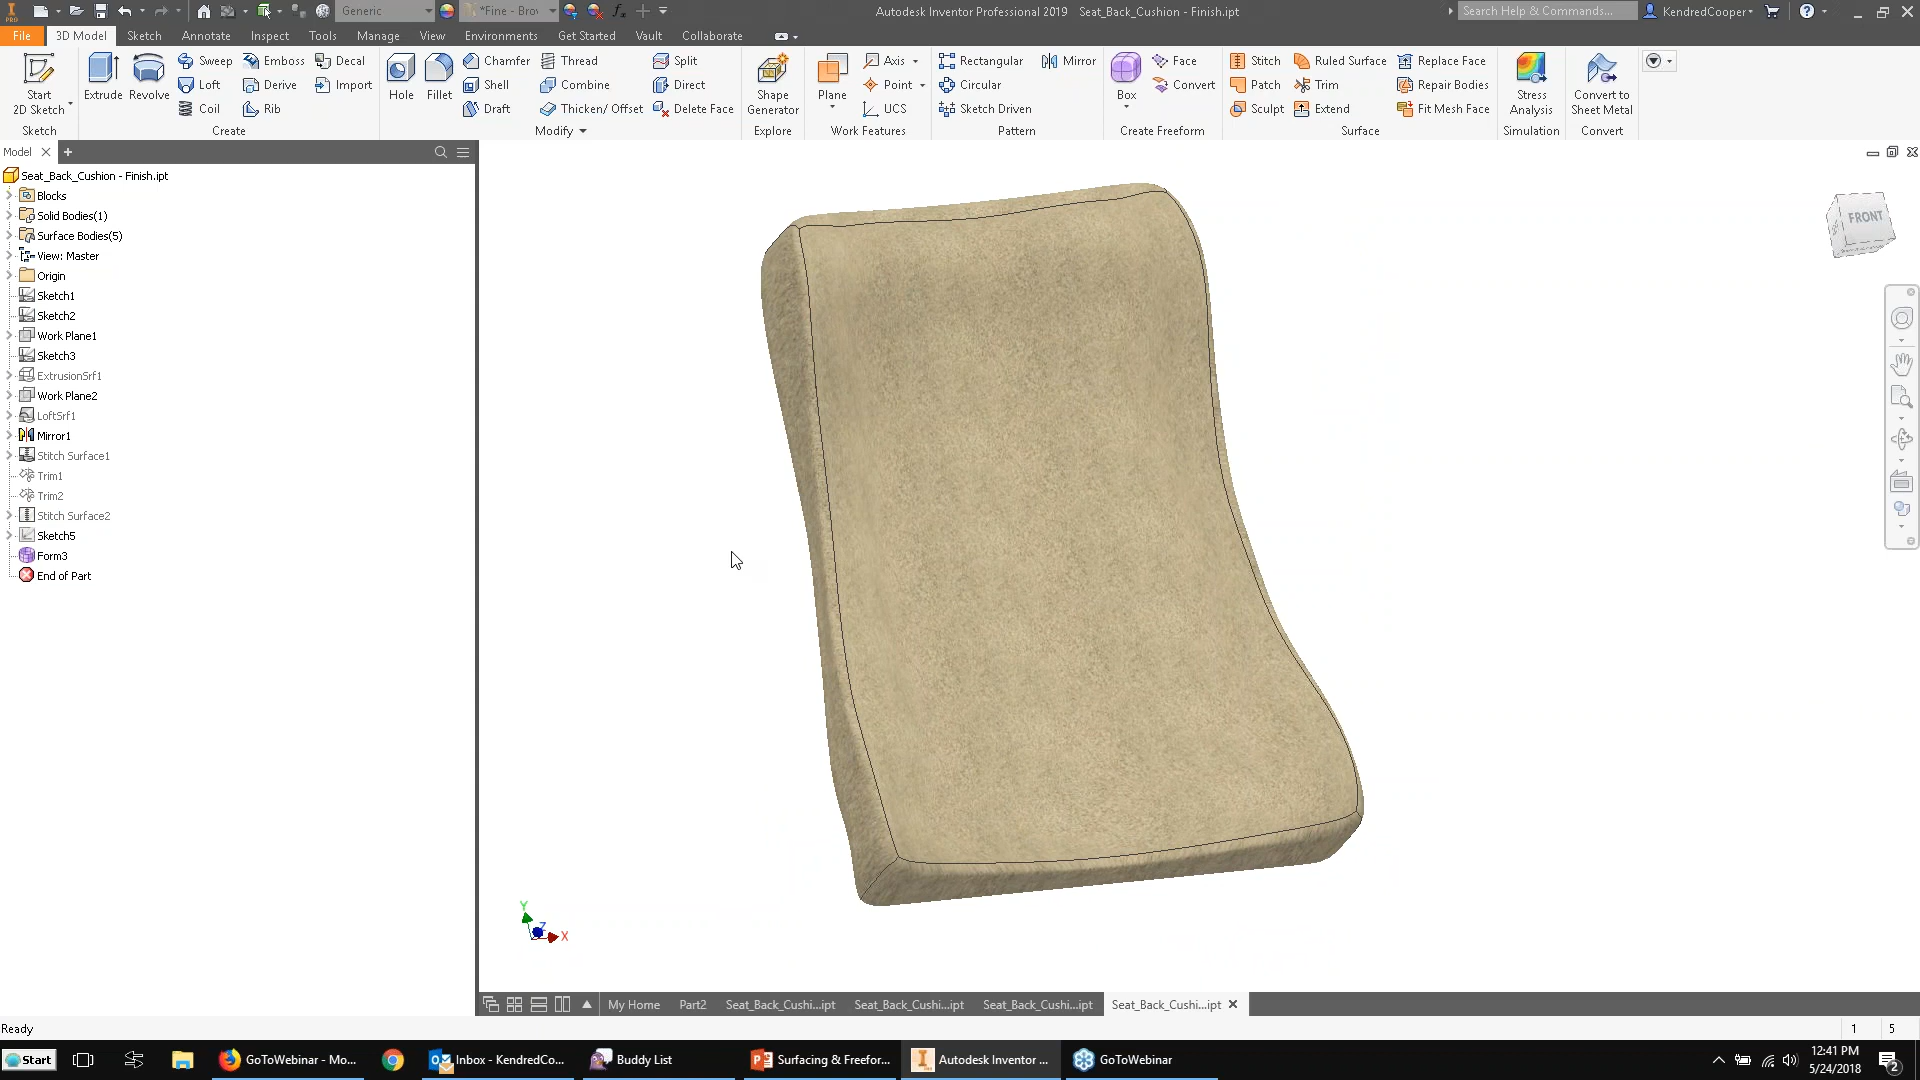 PRO Generic *Fine - Brov fx Autodesk Inventor Professional 2019 Seat_Back_Cushion - Finish.ipt Search Help & Commands... KendredCooper
File 3D Model Sketch Annotate Inspect Tools Manage View Environments Get Started Vault Collaborate
Start 2D Sketch
Sketch
Extrude Revolve Sweep Emboss Decal
Loft Derive Import
Coil Rib
Create
Hole Fillet Chamfer Thread Split
Shell Combine Direct
Draft Thicken/ Offset Delete Face
Modify
Shape Generator
Explore
Plane Axis
Point
UCS
Work Features
Rectangular Mirror
Circular
Sketch Driven
Pattern
Box Face
Convert
Create Freeform
Stitch Ruled Surface Replace Face
Patch Trim Repair Bodies
Sculpt Extend Fit Mesh Face
Surface
Stress Analysis
Simulation
Convert to Sheet Metal
Convert
Model
Seat_Back_Cushion - Finish.ipt
Blocks
Solid Bodies(1)
Surface Bodies(5)
View: Master
Origin
Sketch1
Sketch2
Work Plane1
Sketch3
ExtrusionSrf1
Work Plane2
LoftSrf1
Mirror1
Stitch Surface1
Trim1
Trim2
Stitch Surface2
Sketch5
Form3
End of Part
FRONT
Y
Z
X
My Home Part2 Seat_Back_Cushi...ipt Seat_Back_Cushi...ipt Seat_Back_Cushi...ipt Seat_Back_Cushi...ipt
Ready 1 5
Start GoToWebinar - Mo... Inbox - KendredCo... Buddy List Surfacing & Freefor... Autodesk Inventor ... GoToWebinar
12:41 PM
5/24/2018
2